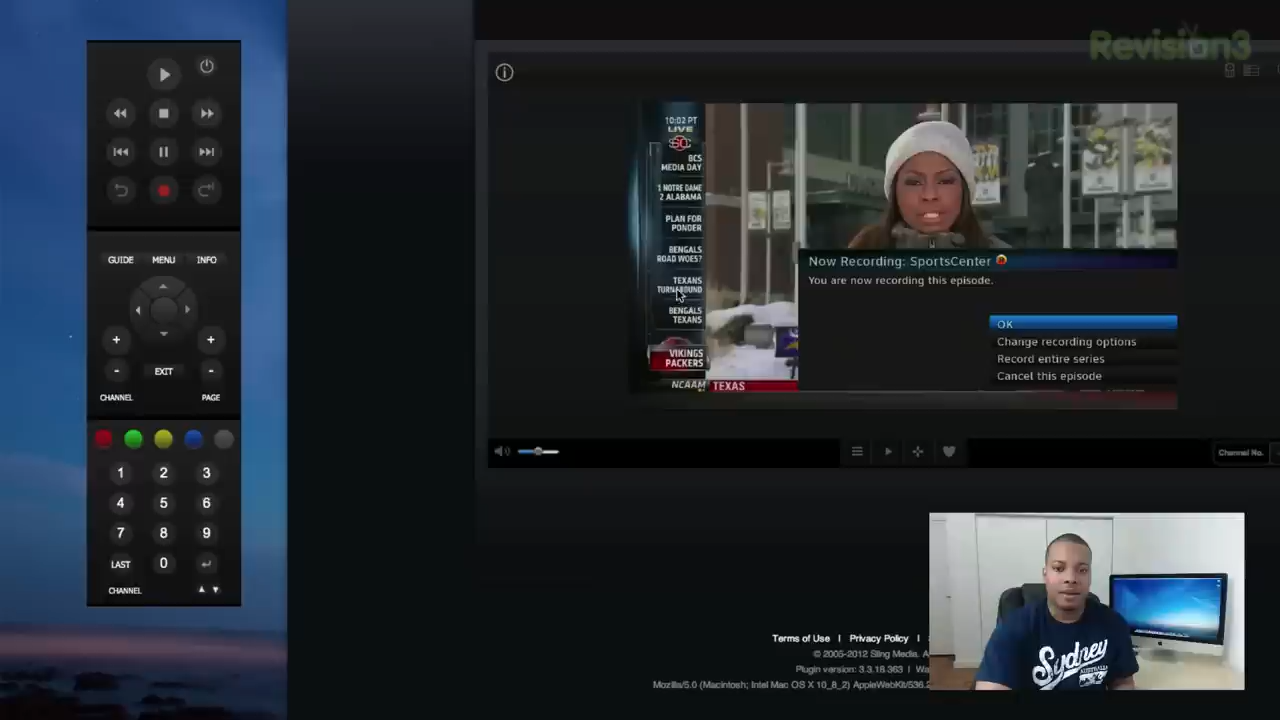 Revision3
GUIDE MENU INFO
+ +
- EXIT -
CHANNEL PAGE
1 2 3
4 5 6
7 8 9
LAST 0
CHANNEL
10:02 PT
LIVE
SC
BCS
MEDIA DAY
1 NOTRE DAME
2 ALABAMA
PLAN FOR
PONDER
BENGALS
ROAD WOES?
TEXANS
TURNAROUND
BENGALS
TEXANS
VIKINGS
PACKERS
NCAAM TEXAS
Now Recording: SportsCenter
You are now recording this episode.
OK
Change recording options
Record entire series
Cancel this episode
Channel No.
Terms of Use | Privacy Policy |
© 2005-2012 Sling Media.
Plugin version: 3.3.18.363 |
Mozilla/5.0 (Macintosh; Intel Mac OS X 10_8_2) AppleWebKit/536.
Sydney
AUSTRALIA